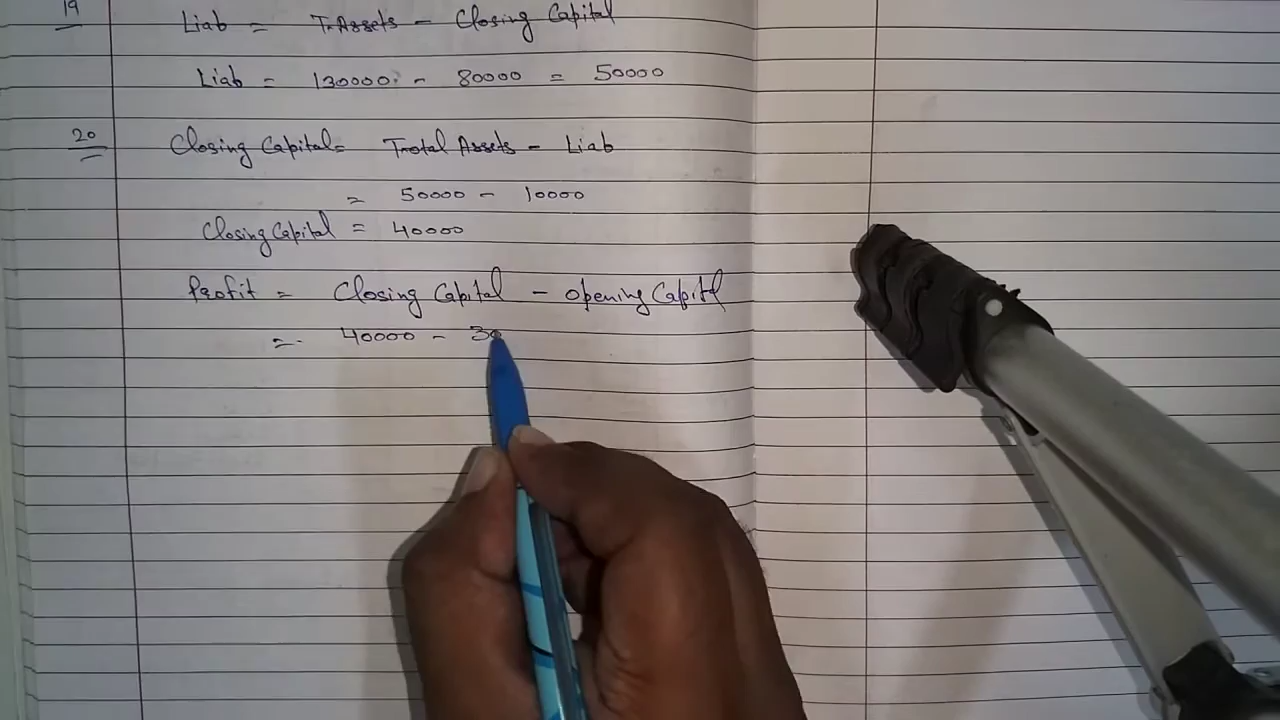 19 Liab = T.Assets - Closing Capital
Liab = 130000 - 80000 = 50000
20 Closing Capital = Total Assets - Liab
= 50000 - 10000
Closing Capital = 40000
Profit = Closing Capital - opening Capital
= 40000 - 30